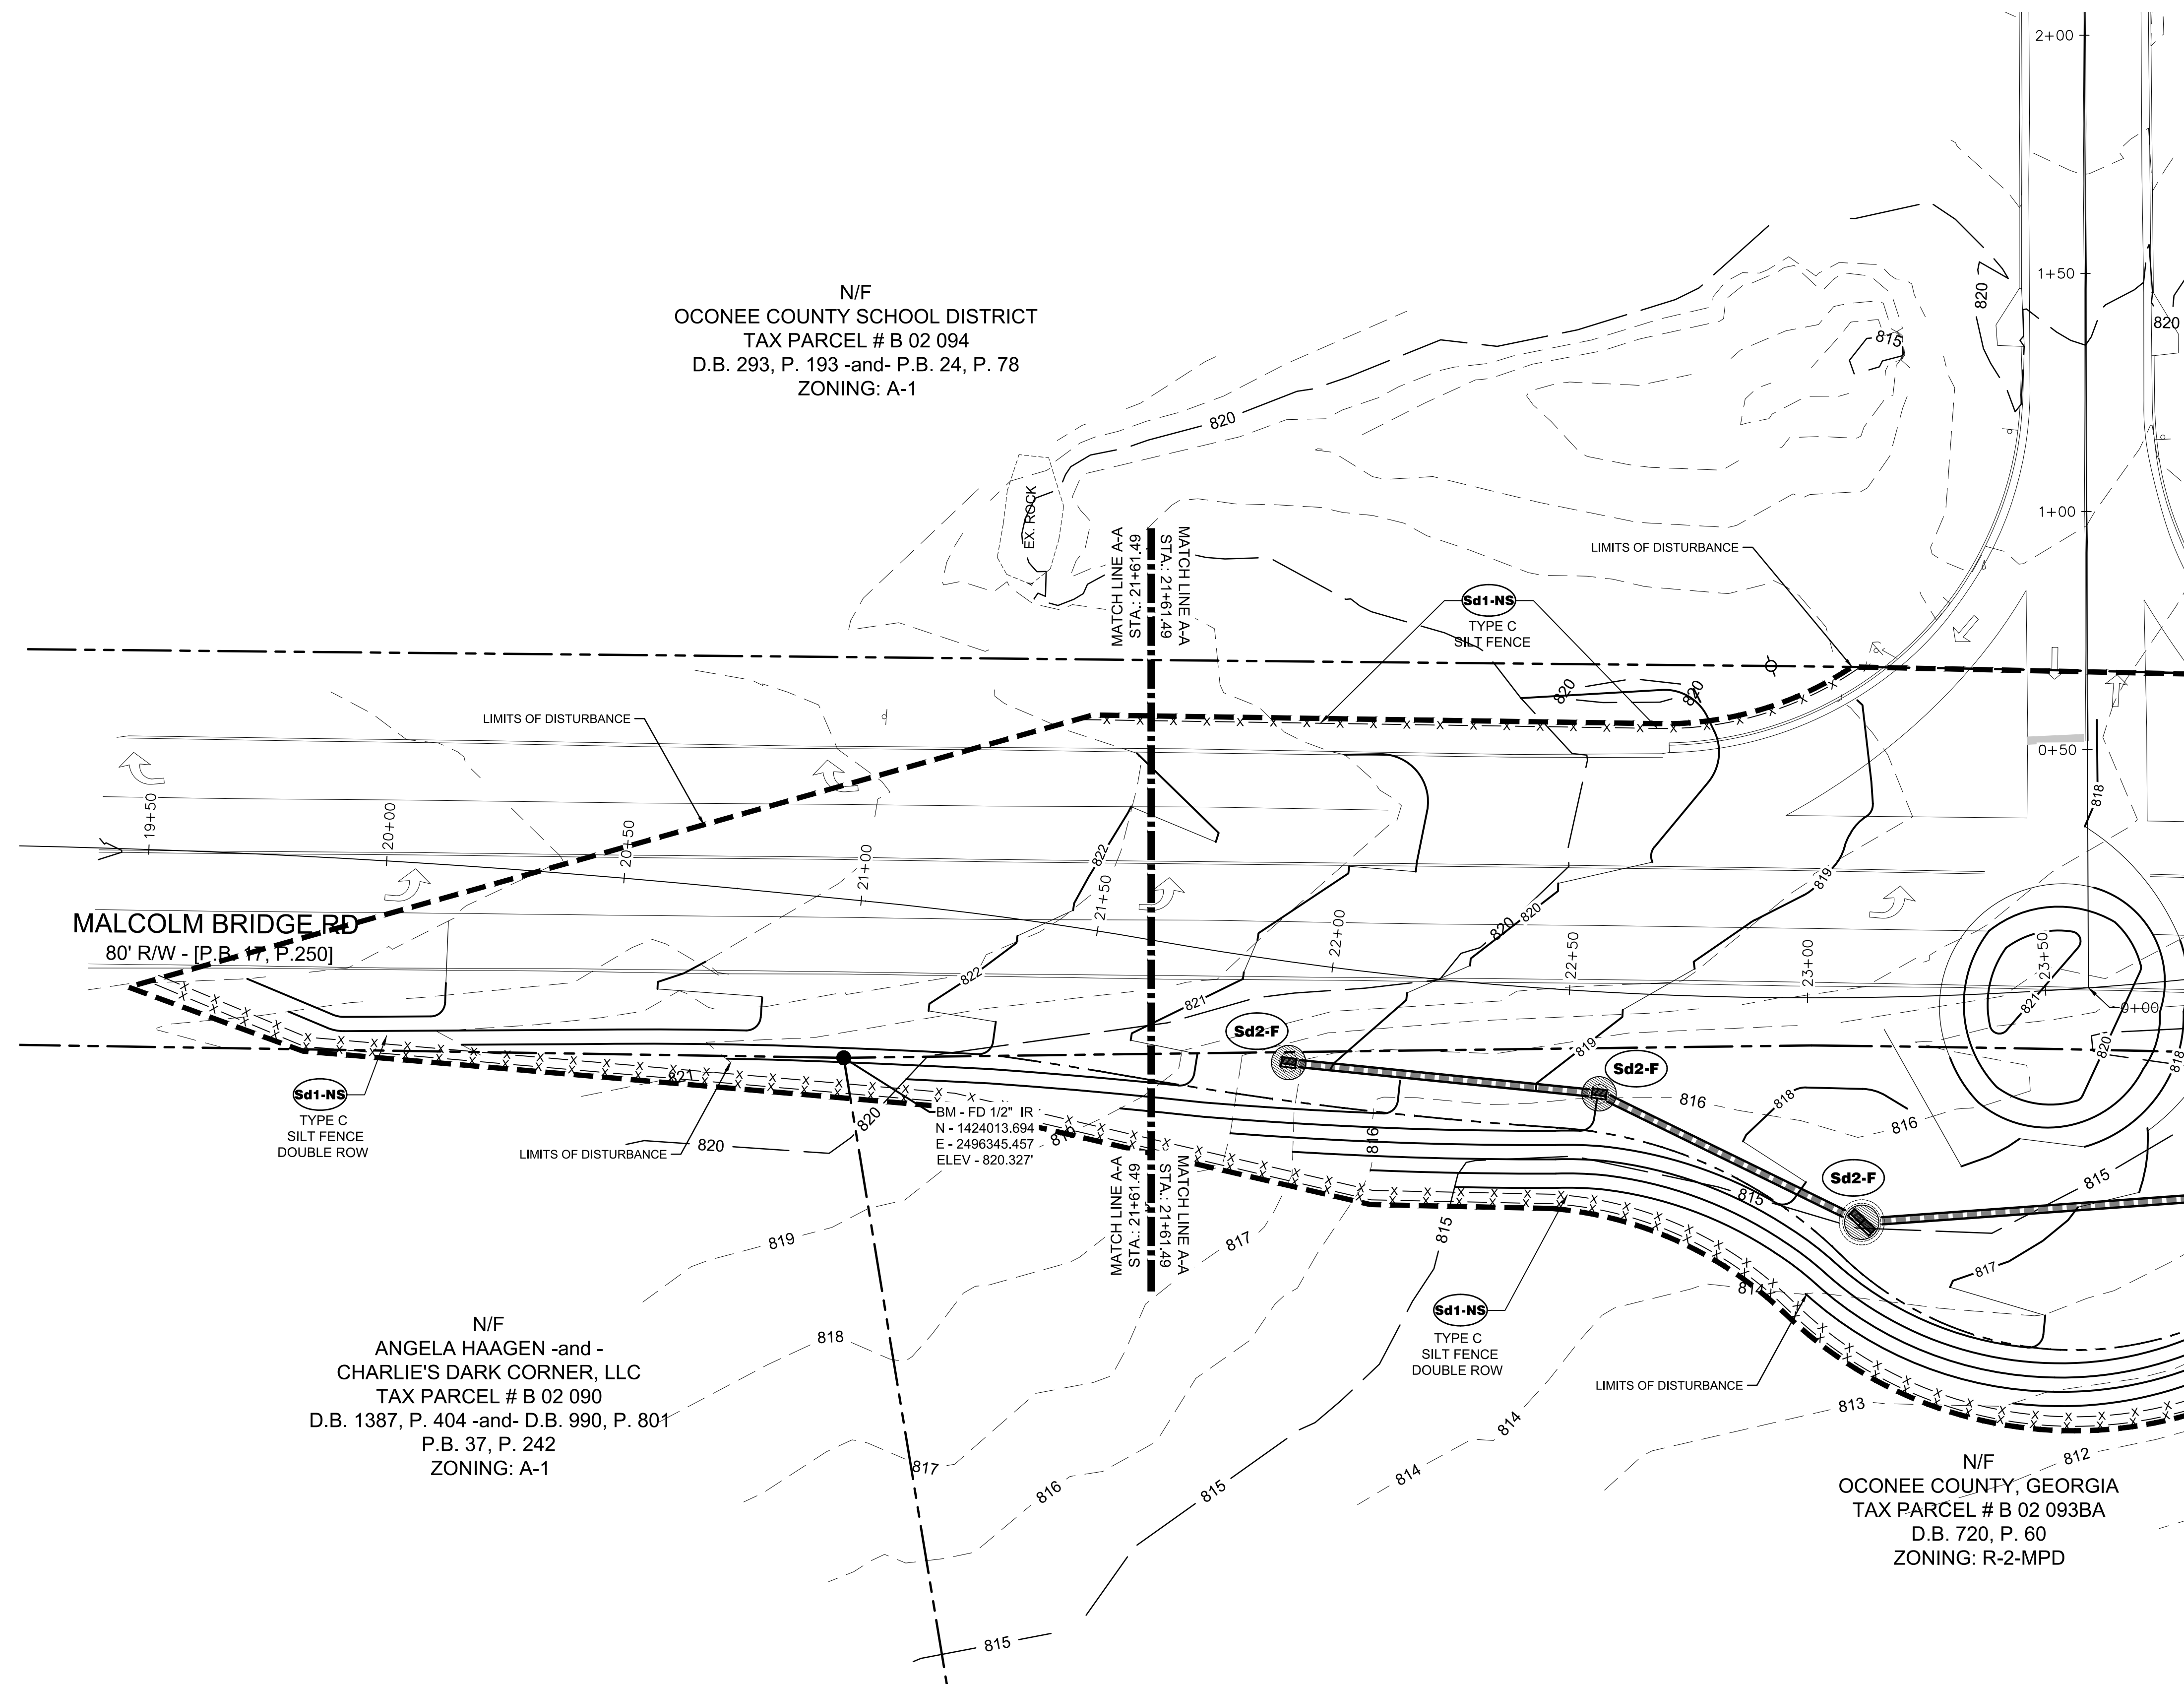 2+00
1+50
820
820
815
N/F
OCONEE COUNTY SCHOOL DISTRICT
TAX PARCEL # B 02 094
D.B. 293, P. 193 -and- P.B. 24, P. 78
ZONING: A-1
820
EX. ROCK
1+00
MATCH LINE A-A
STA.: 21+61.49
MATCH LINE A-A
STA.: 21+61.49
LIMITS OF DISTURBANCE
Sd1-NS
TYPE C
SILT FENCE
820
820
LIMITS OF DISTURBANCE
0+50
818
19+50
20+00
20+50
21+00
21+50
22+00
22+50
23+00
23+50
822
819
820
820
MALCOLM BRIDGE RD
80' R/W - [P.B. 17, P.250]
822
821
821
0+00
820
818
Sd2-F
819
Sd2-F
821
Sd1-NS
TYPE C
SILT FENCE
DOUBLE ROW
820
BM - FD 1/2" IR
N - 1424013.694
E - 2496345.457
ELEV - 820.327'
816
818
816
816
LIMITS OF DISTURBANCE
820
MATCH LINE A-A
STA.: 21+61.49
MATCH LINE A-A
STA.: 21+61.49
Sd2-F
815
815
815
819
817
817
814
Sd1-NS
TYPE C
SILT FENCE
DOUBLE ROW
LIMITS OF DISTURBANCE
N/F
ANGELA HAAGEN -and -
CHARLIE'S DARK CORNER, LLC
TAX PARCEL # B 02 090
D.B. 1387, P. 404 -and- D.B. 990, P. 801
P.B. 37, P. 242
ZONING: A-1
818
813
814
812
817
814
816
815
N/F
OCONEE COUNTY, GEORGIA
TAX PARCEL # B 02 093BA
D.B. 720, P. 60
ZONING: R-2-MPD
815